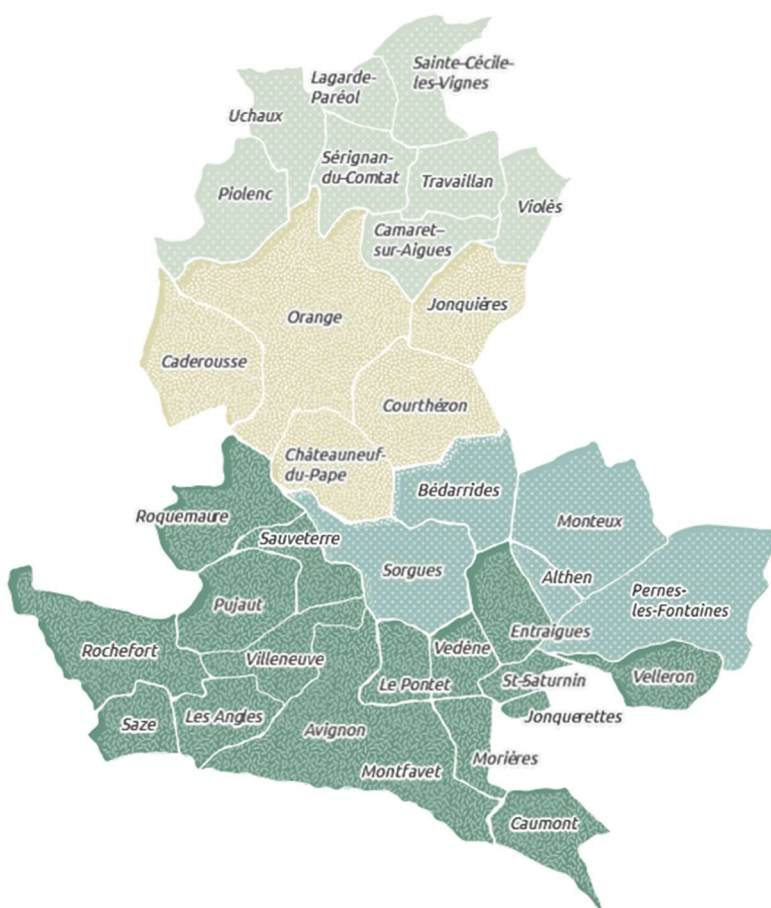 Sainte-Cécile-
les-Vignes
Lagarde-
Paréol
Uchaux
Sérignan-
du-Comtat
Travaillan
Piolenc
Violès
Camaret–
sur-Aigues
Jonquières
Orange
Caderousse
Courthézon
Châteauneuf-
du-Pape
Bédarrides
Roquemaure
Monteux
Sauveterre
Sorgues
Althen
Pernes-
les-Fontaines
Pujaut
Entraigues
Rochefort
Villeneuve
Vedène
Le Pontet
St-Saturnin
Velleron
Saze
Les Angles
Jonquerettes
Avignon
Morières
Montfavet
Caumont